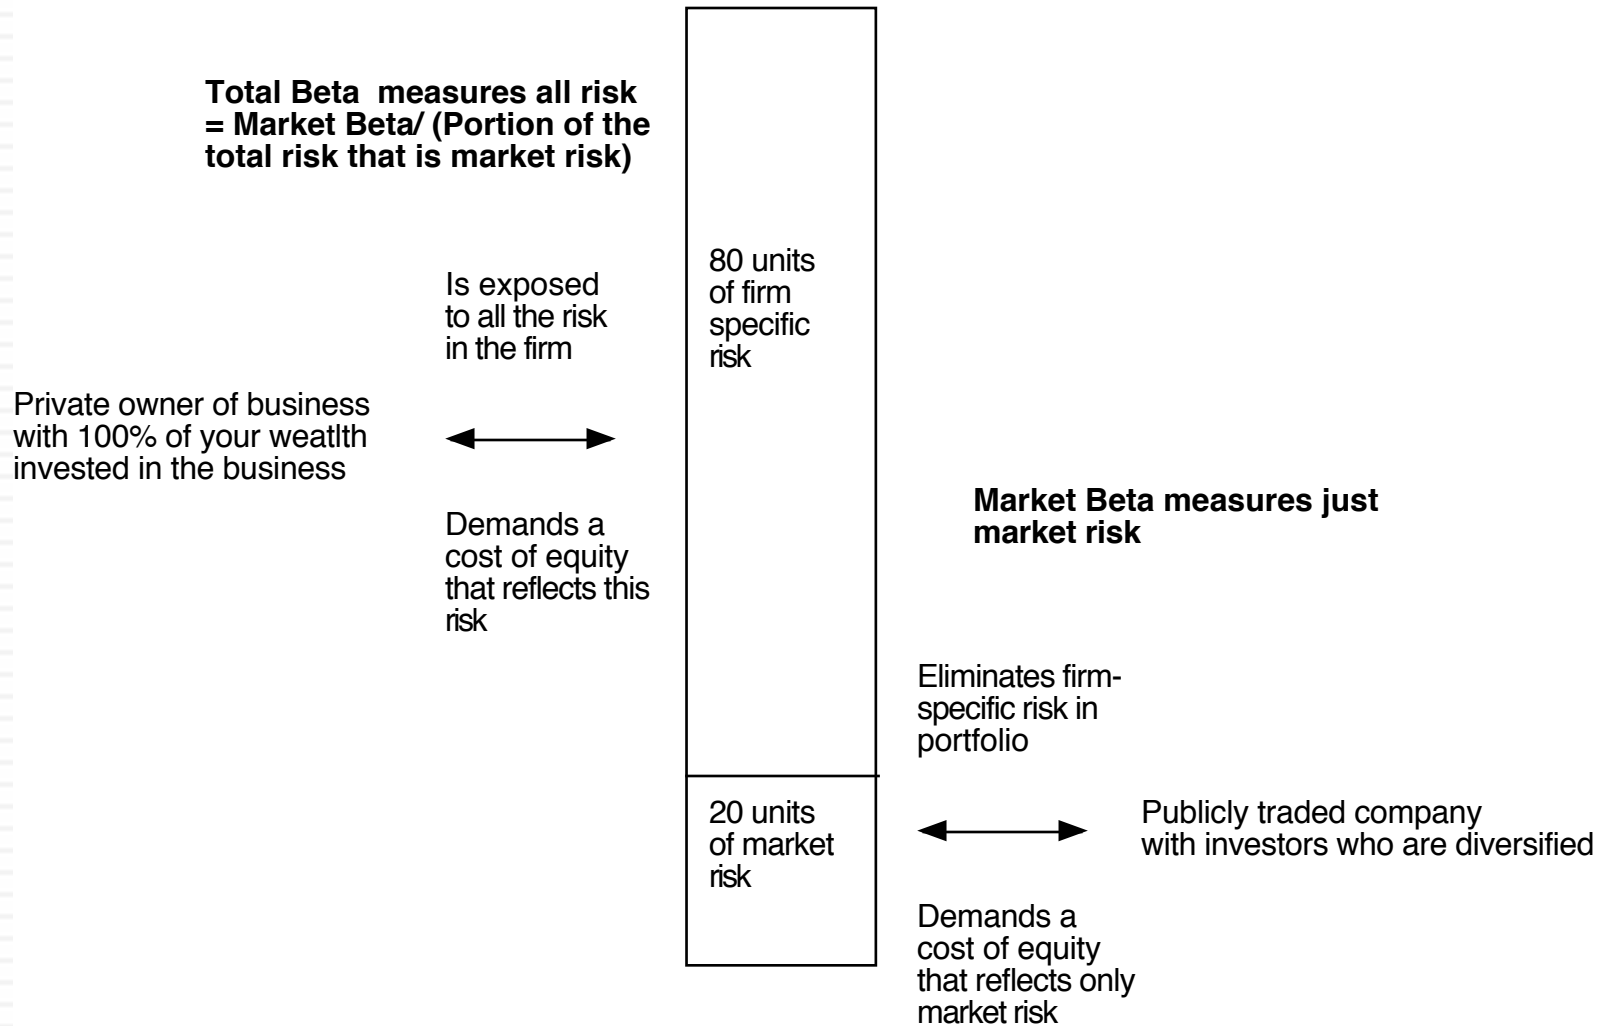 Total Beta  measures all risk
= Market Beta/ (Portion of the
total risk that is market risk)
80 units
of firm
specific
risk
Is exposed
to all the risk
in the firm
Private owner of business
with 100% of your weatlth
invested in the business
Demands a
cost of equity
that reflects this
risk
Market Beta measures just
market risk
Eliminates firm-
specific risk in
portfolio
20 units
of market
risk
Publicly traded company
with investors who are diversified
Demands a
cost of equity
that reflects only
market risk